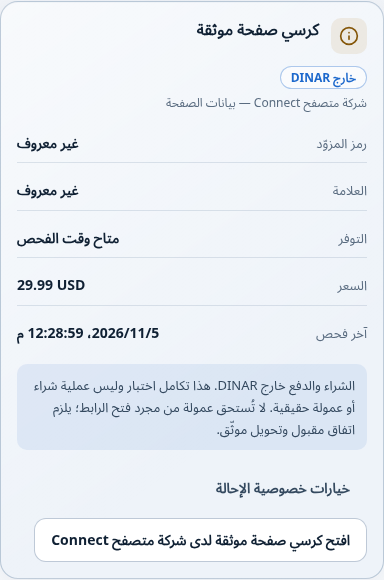 كرسي صفحة موثقة
خارج DINAR
شركة متصفح Connect — بيانات الصفحة
رمز المزوّد غير معروف
العلامة غير معروف
التوفر متاح وقت الفحص
السعر 29.99 USD
آخر فحص 2026/11/5، 12:28:59 م
الشراء والدفع خارج DINAR. هذا تكامل اختبار وليس عملية شراء
أو عمولة حقيقية. لا تُستحق عمولة من مجرد فتح الرابط؛ يلزم
اتفاق مقبول وتحويل موثّق.
خيارات خصوصية الإحالة
افتح كرسي صفحة موثقة لدى شركة متصفح Connect